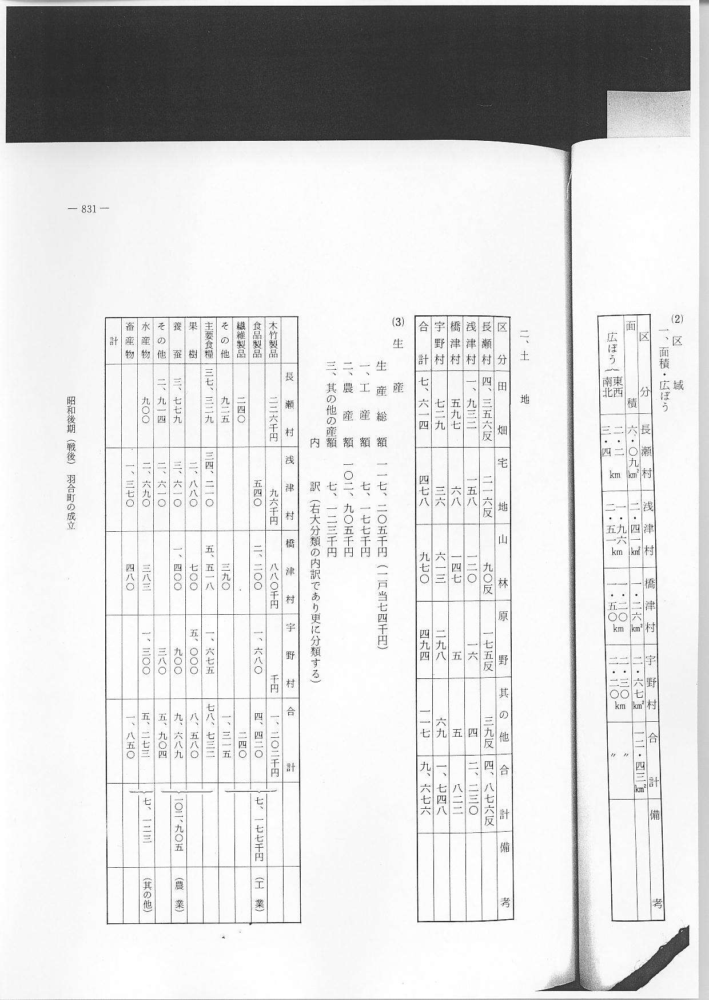 (2) 区域
一、面積・広ぼう
区分 長瀬村 浅津村 橋津村 宇野村 合計 備考
面積 六・〇九km² 二・四一km² 一・二六km² 二・六七km² 一二・四三km²
広ぼう{東西 二・二 一・九六 一・二〇 二・三〇 〃
南北 三・四 km 二・五一 km 一・五〇 km 二・二〇 km 〃
二、土地
区分 田畑 宅地 山林 原野 其の他 合計 備考
長瀬村 四、三五六反 二一六反 九〇反 一七五反 三九反 四、八七六反
浅津村 一、九三二 一五八 一二〇 一六 四 二、二三〇
橋津村 五九七 六八 一四七 五 五 八二二
宇野村 七二九 三六 六一三 二九八 六九 一、七四八
合計 七、六一四 四七八 九七〇 四九四 一一七 九、六七六
(3) 生産
生産総額 一一七、二〇五千円(一戸当七四千円)
一、工産額 七、一七七千円
二、農産額 一〇二、九〇五千円
三、其の他の産額 七、一二三千円
内訳(右大分類の内訳であり更に分類する)
長瀬村 浅津村 橋津村 宇野村 合計
木竹製品 二二六千円 九六千円 八八〇千円 千円 一、二〇二千円
食品製品 五四〇 二、二〇〇 一、六八〇 四、四二〇 七、一七七千円 (工業)
繊維製品 二四〇 二四〇
その他 九二五 三九〇 一、三一五
主要食糧 三七、三二九 三四、二一〇 五、五一八 一、六七五 七八、七三二
果樹 二、八八〇 七〇〇 五、〇〇〇 八、五八〇
養蚕 三、七七九 三、六一〇 一、四〇〇 九〇〇 九、六八九 一〇二、九〇五 (農業)
その他 二、九一四 二、六一〇 三八〇 五、九〇四
水産物 九〇〇 二、六九〇 三八三 一、三〇〇 五、二七三 七、一二三 (其の他)
畜産物 一、三七〇 四八〇 一、八五〇
計
昭和後期(戦後) 羽合町の成立
— 831 —